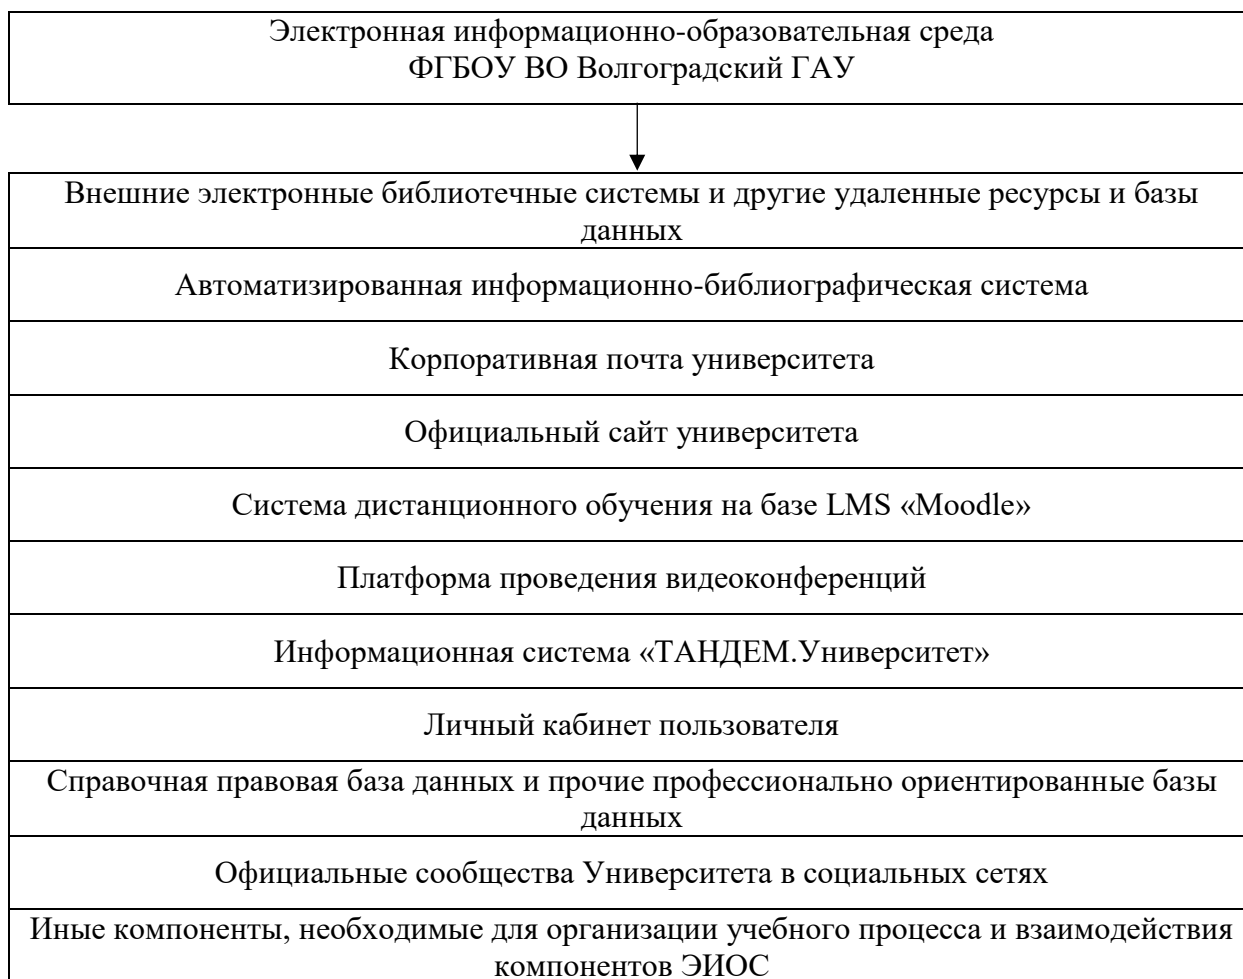 Электронная информационно-образовательная среда
ФГБОУ ВО Волгоградский ГАУ
Внешние электронные библиотечные системы и другие удаленные ресурсы и базы
данных
Автоматизированная информационно-библиографическая система
Корпоративная почта университета
Официальный сайт университета
Система дистанционного обучения на базе LMS «Moodle»
Платформа проведения видеоконференций
Информационная система «ТАНДЕМ.Университет»
Личный кабинет пользователя
Справочная правовая база данных и прочие профессионально ориентированные базы
данных
Официальные сообщества Университета в социальных сетях
Иные компоненты, необходимые для организации учебного процесса и взаимодействия
компонентов ЭИОС